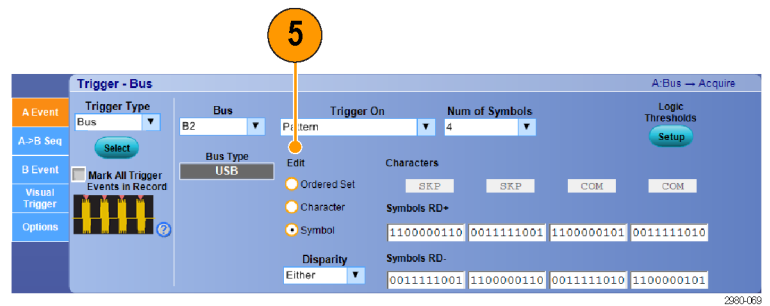 5
Trigger - Bus
A:Bus → Acquire
A Event
A->B Seq
B Event
Visual
Trigger
Options
Trigger Type
Bus
Select
Mark All Trigger
Events in Record
?
Bus
B2
Bus Type
USB
Trigger On
Pattern
Num of Symbols
4
Logic
Thresholds
Setup
Edit
Ordered Set
Character
Symbol
Disparity
Either
Characters
SKP SKP COM COM
Symbols RD+
1100000110 0011111001 1100000101 0011111010
Symbols RD-
0011111001 1100000110 0011111010 1100000101
2980-069